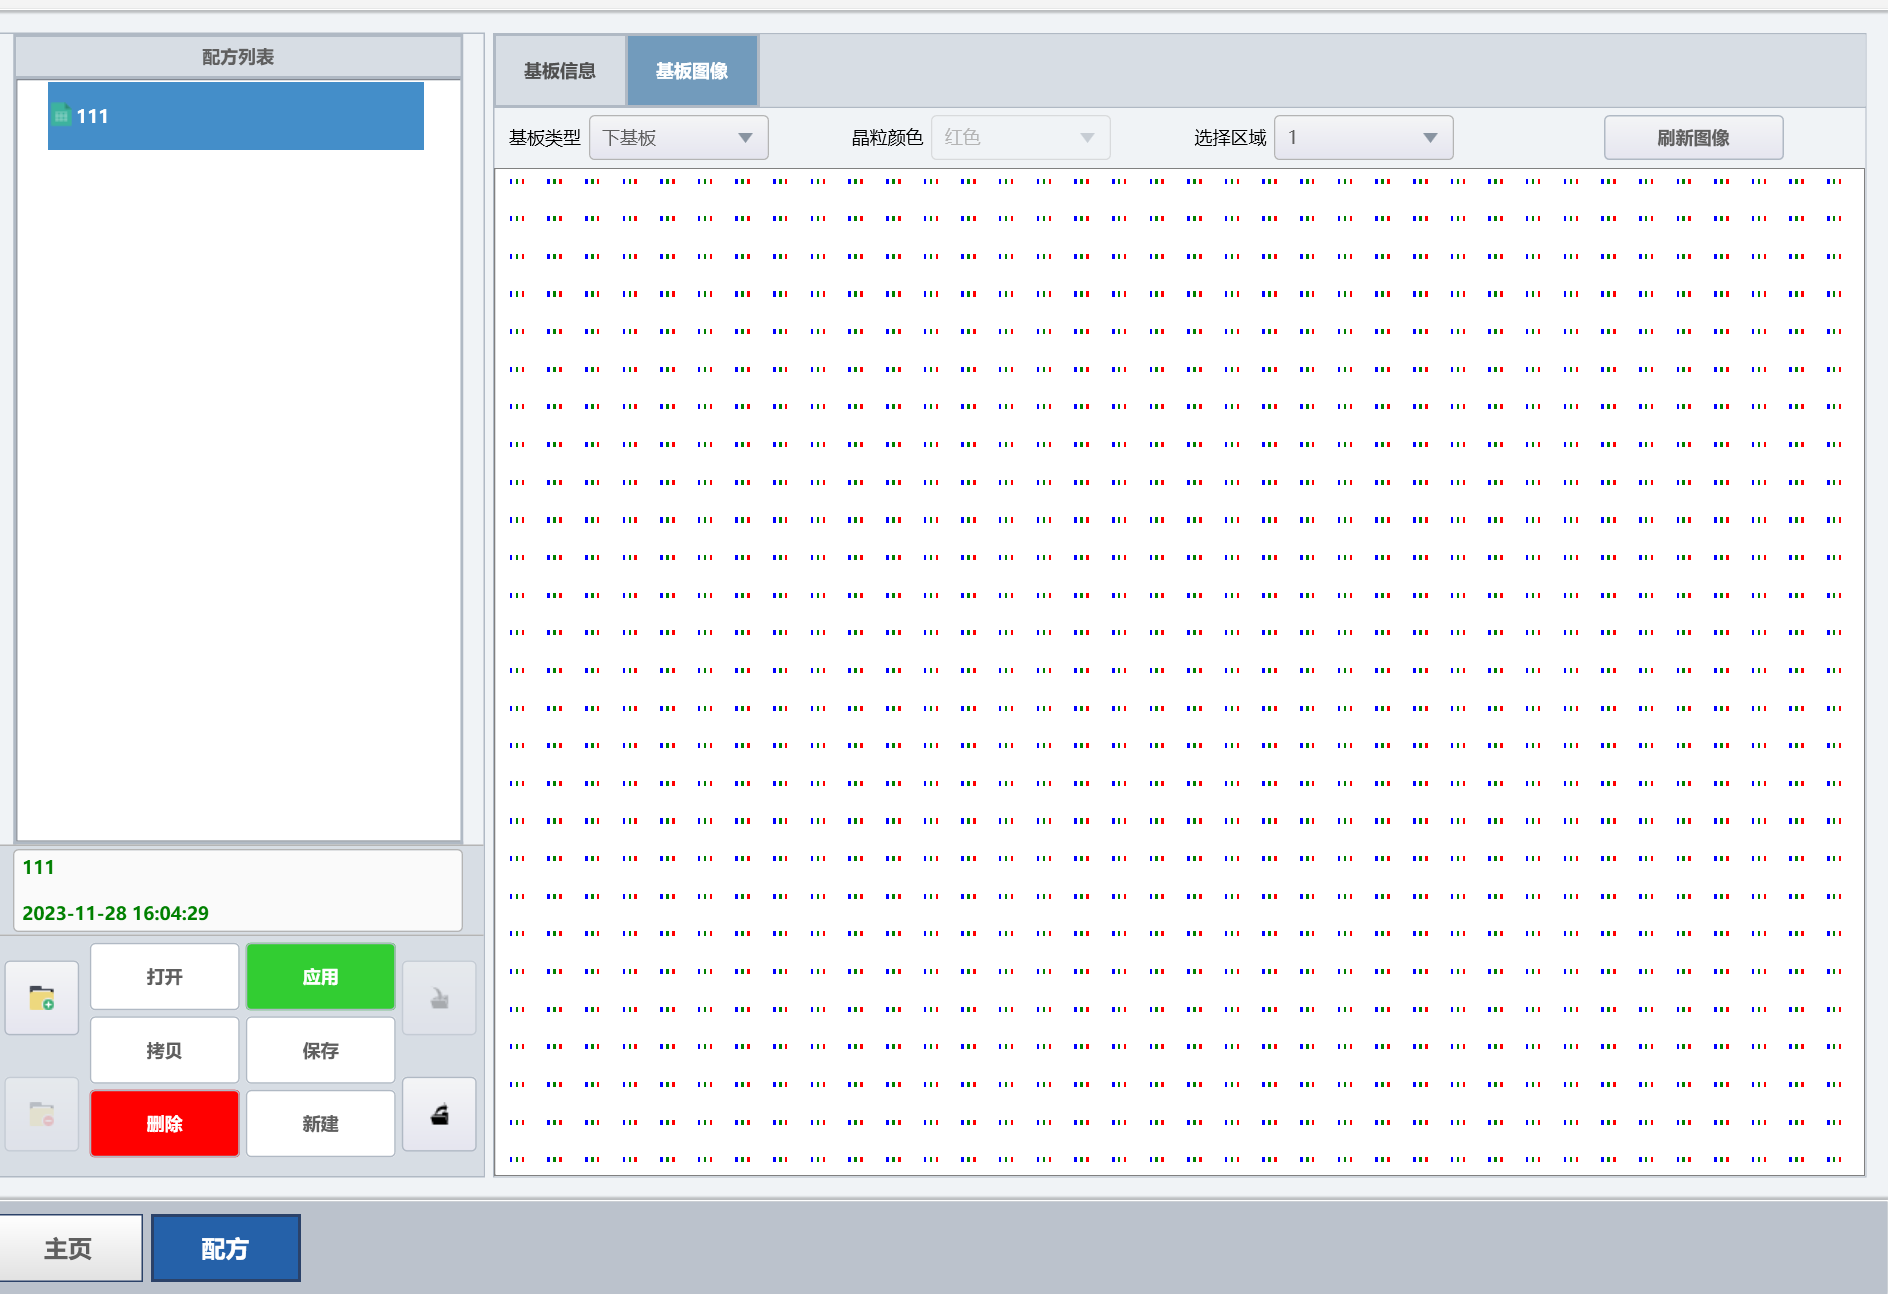 配方列表
111
111
2023-11-28 16:04:29
打开
应用
拷贝
保存
删除
新建
基板信息
基板图像
基板类型
下基板
晶粒颜色
红色
选择区域
1
刷新图像
主页
配方